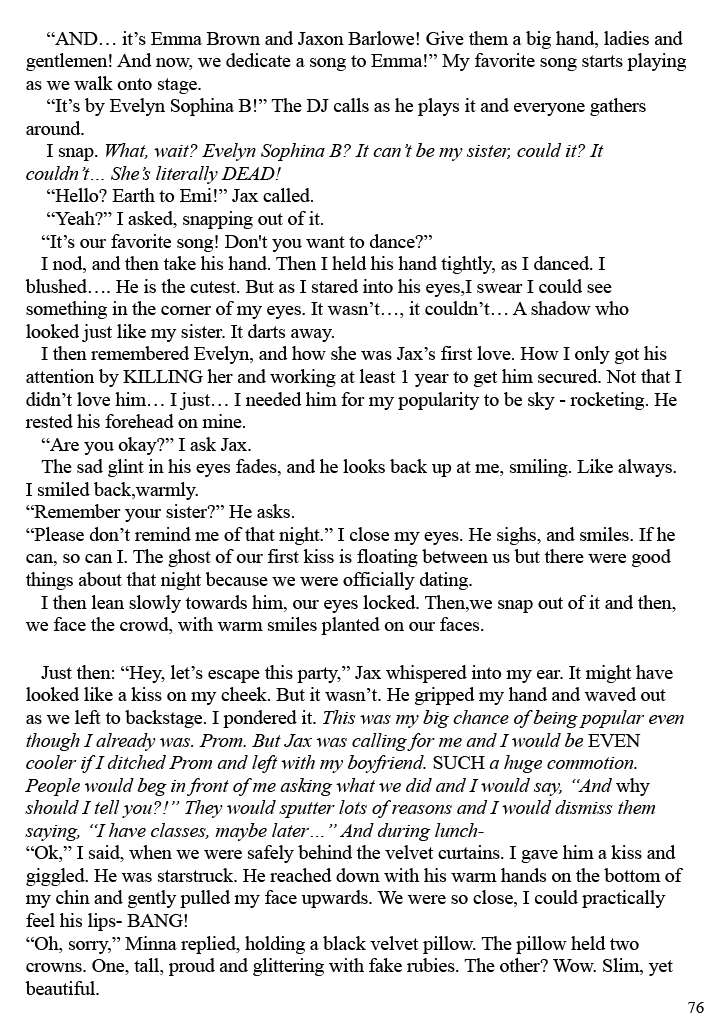 “AND… it’s Emma Brown and Jaxon Barlowe! Give them a big hand, ladies and
gentlemen! And now, we dedicate a song to Emma!” My favorite song starts playing
as we walk onto stage.
“It’s by Evelyn Sophina B!” The DJ calls as he plays it and everyone gathers
around.
I snap. What, wait? Evelyn Sophina B? It can’t be my sister, could it? It
couldn’t… She’s literally DEAD!
“Hello? Earth to Emi!” Jax called.
“Yeah?” I asked, snapping out of it.
“It’s our favorite song! Don't you want to dance?”
I nod, and then take his hand. Then I held his hand tightly, as I danced. I
blushed…. He is the cutest. But as I stared into his eyes,I swear I could see
something in the corner of my eyes. It wasn’t…, it couldn’t… A shadow who
looked just like my sister. It darts away.
I then remembered Evelyn, and how she was Jax’s first love. How I only got his
attention by KILLING her and working at least 1 year to get him secured. Not that I
didn’t love him… I just… I needed him for my popularity to be sky - rocketing. He
rested his forehead on mine.
“Are you okay?” I ask Jax.
The sad glint in his eyes fades, and he looks back up at me, smiling. Like always.
I smiled back,warmly.
“Remember your sister?” He asks.
“Please don’t remind me of that night.” I close my eyes. He sighs, and smiles. If he
can, so can I. The ghost of our first kiss is floating between us but there were good
things about that night because we were officially dating.
I then lean slowly towards him, our eyes locked. Then,we snap out of it and then,
we face the crowd, with warm smiles planted on our faces.
Just then: “Hey, let’s escape this party,” Jax whispered into my ear. It might have
looked like a kiss on my cheek. But it wasn’t. He gripped my hand and waved out
as we left to backstage. I pondered it. This was my big chance of being popular even
though I already was. Prom. But Jax was calling for me and I would be EVEN
cooler if I ditched Prom and left with my boyfriend. SUCH a huge commotion.
People would beg in front of me asking what we did and I would say, “And why
should I tell you?!” They would sputter lots of reasons and I would dismiss them
saying, “I have classes, maybe later…” And during lunch-
“Ok,” I said, when we were safely behind the velvet curtains. I gave him a kiss and
giggled. He was starstruck. He reached down with his warm hands on the bottom of
my chin and gently pulled my face upwards. We were so close, I could practically
feel his lips- BANG!
“Oh, sorry,” Minna replied, holding a black velvet pillow. The pillow held two
crowns. One, tall, proud and glittering with fake rubies. The other? Wow. Slim, yet
beautiful.
76